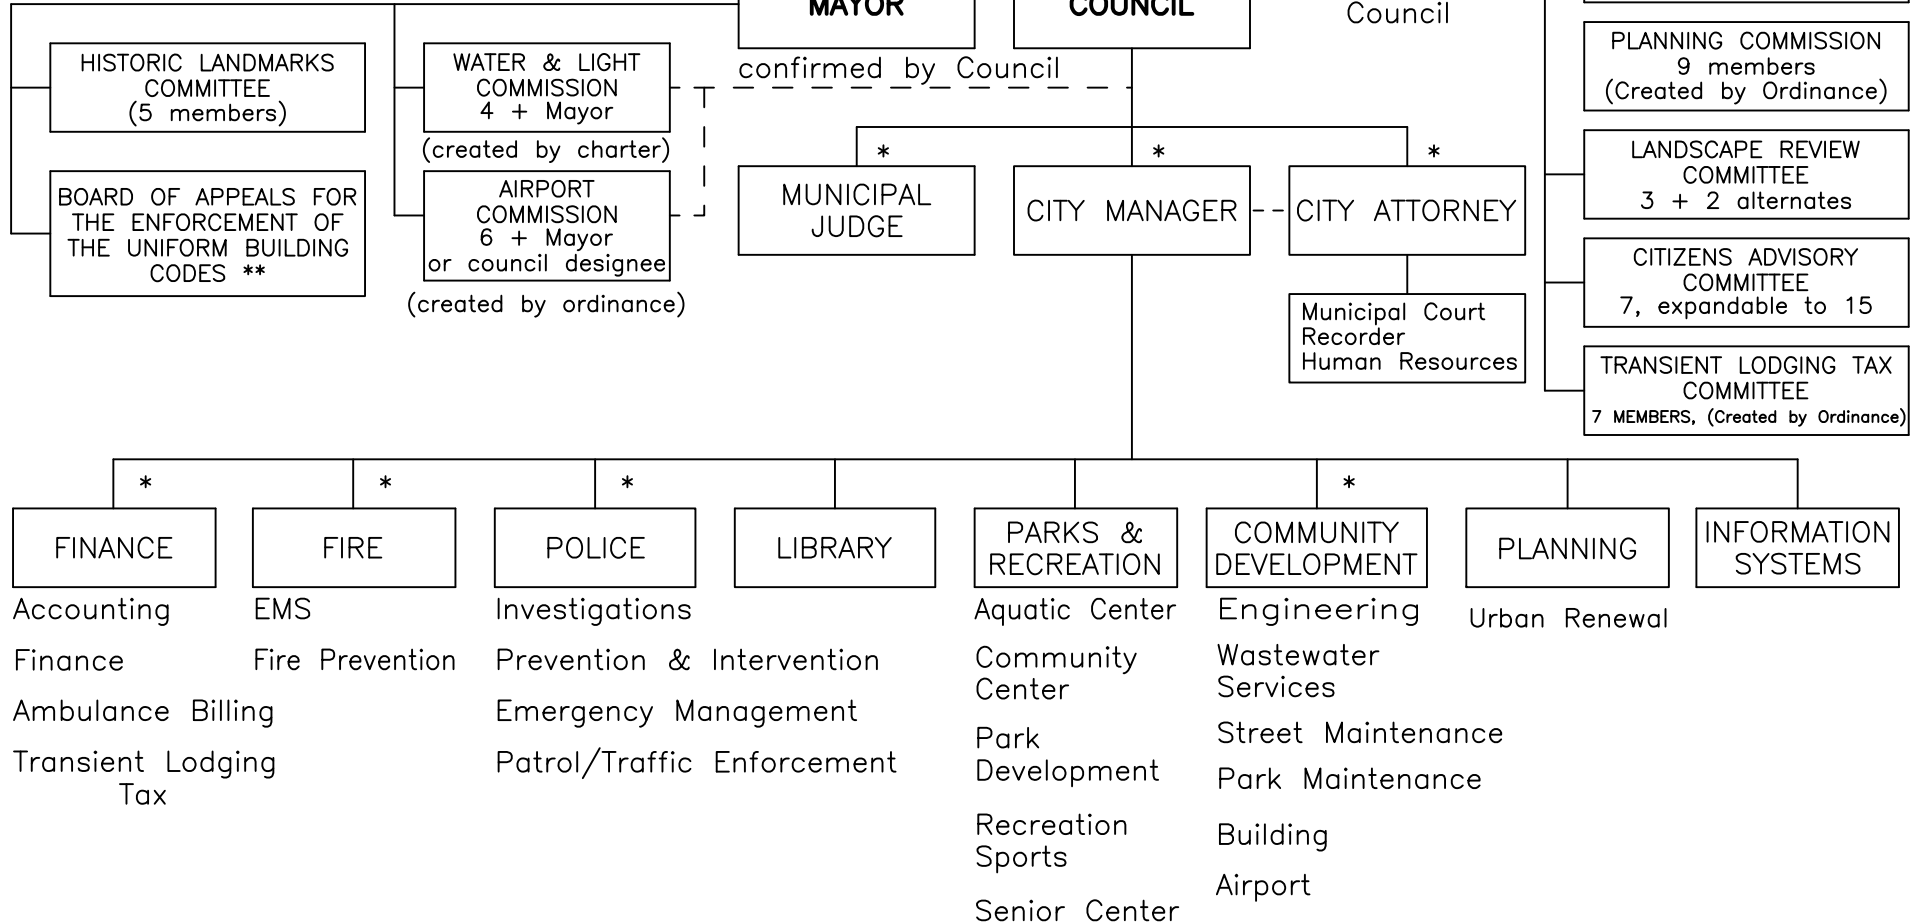 MAYOR
COUNCIL
Council
HISTORIC LANDMARKS
COMMITTEE
(5 members)
WATER & LIGHT
COMMISSION
4 + Mayor
(created by charter)
confirmed by Council
PLANNING COMMISSION
9 members
(Created by Ordinance)
BOARD OF APPEALS FOR
THE ENFORCEMENT OF
THE UNIFORM BUILDING
CODES **
AIRPORT
COMMISSION
6 + Mayor
or council designee
(created by ordinance)
*
MUNICIPAL
JUDGE
*
CITY MANAGER
*
CITY ATTORNEY
Municipal Court
Recorder
Human Resources
LANDSCAPE REVIEW
COMMITTEE
3 + 2 alternates
CITIZENS ADVISORY
COMMITTEE
7, expandable to 15
TRANSIENT LODGING TAX
COMMITTEE
7 MEMBERS, (Created by Ordinance)
*
FINANCE
Accounting
Finance
Ambulance Billing
Transient Lodging
Tax
*
FIRE
EMS
Fire Prevention
*
POLICE
Investigations
Prevention & Intervention
Emergency Management
Patrol/Traffic Enforcement
LIBRARY
PARKS &
RECREATION
Aquatic Center
Community
Center
Park
Development
Recreation
Sports
Senior Center
*
COMMUNITY
DEVELOPMENT
Engineering
Wastewater
Services
Street Maintenance
Park Maintenance
Building
Airport
PLANNING
Urban Renewal
INFORMATION
SYSTEMS